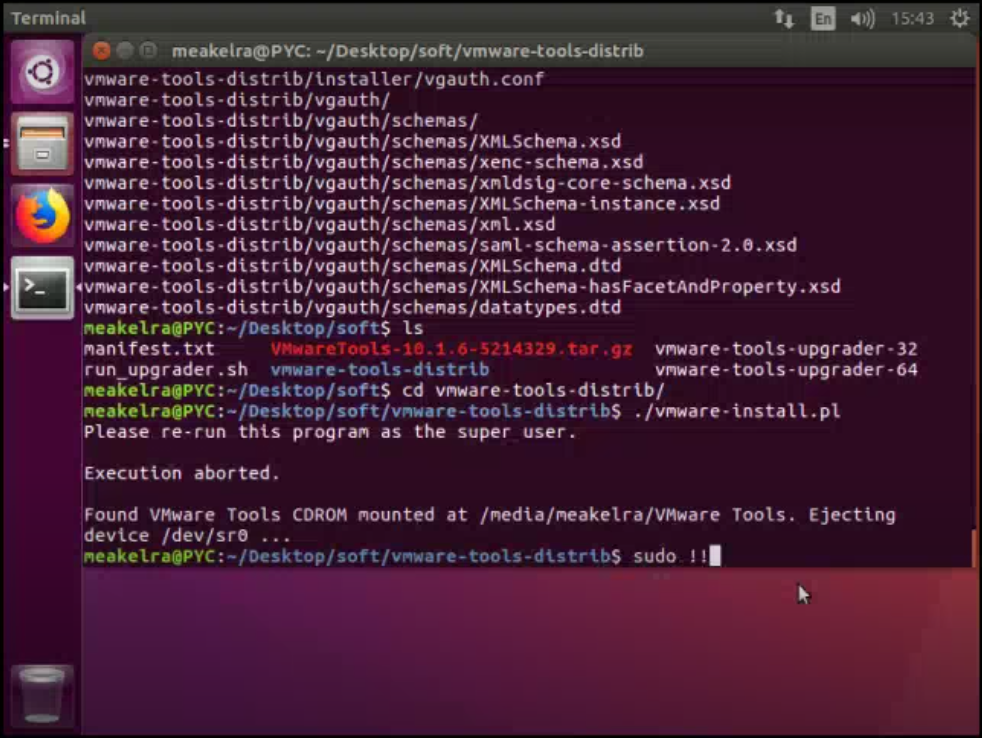 Terminal
En
15:43
meakelra@PYC: ~/Desktop/soft/vmware-tools-distrib
vmware-tools-distrib/installer/vgauth.conf
vmware-tools-distrib/vgauth/
vmware-tools-distrib/vgauth/schemas/
vmware-tools-distrib/vgauth/schemas/XMLSchema.xsd
vmware-tools-distrib/vgauth/schemas/xenc-schema.xsd
vmware-tools-distrib/vgauth/schemas/xmldsig-core-schema.xsd
vmware-tools-distrib/vgauth/schemas/XMLSchema-instance.xsd
vmware-tools-distrib/vgauth/schemas/xml.xsd
vmware-tools-distrib/vgauth/schemas/saml-schema-assertion-2.0.xsd
vmware-tools-distrib/vgauth/schemas/XMLSchema.dtd
vmware-tools-distrib/vgauth/schemas/XMLSchema-hasFacetAndProperty.xsd
vmware-tools-distrib/vgauth/schemas/datatypes.dtd
meakelra@PYC:~/Desktop/soft$ ls
manifest.txt VMwareTools-10.1.6-5214329.tar.gz vmware-tools-upgrader-32
run_upgrader.sh vmware-tools-distrib vmware-tools-upgrader-64
meakelra@PYC:~/Desktop/soft$ cd vmware-tools-distrib/
meakelra@PYC:~/Desktop/soft/vmware-tools-distrib$ ./vmware-install.pl
Please re-run this program as the super user.
Execution aborted.
Found VMware Tools CDROM mounted at /media/meakelra/VMware Tools. Ejecting
device /dev/sr0 ...
meakelra@PYC:~/Desktop/soft/vmware-tools-distrib$ sudo !!